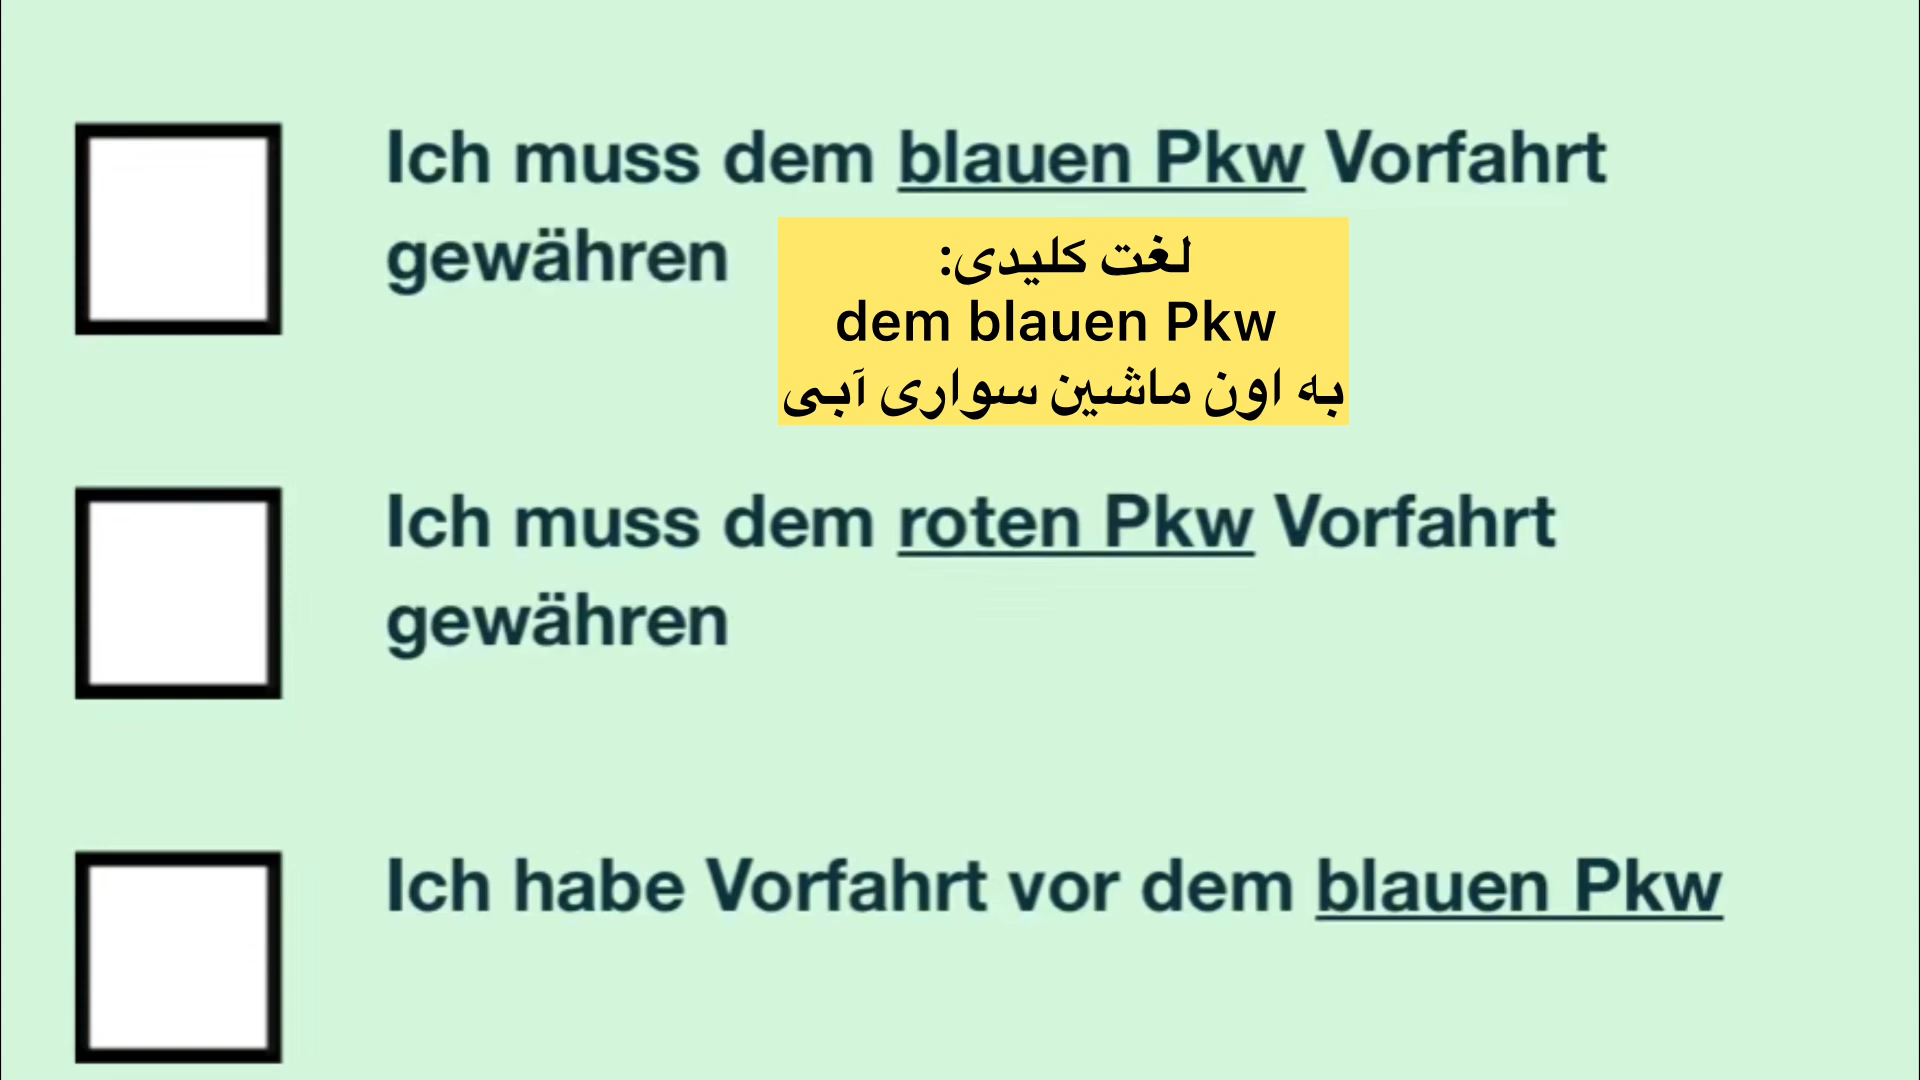 Ich muss dem blauen Pkw Vorfahrt
gewähren
لغت کلیدی:
dem blauen Pkw
به اون ماشین سواری آبی
Ich muss dem roten Pkw Vorfahrt
gewähren
Ich habe Vorfahrt vor dem blauen Pkw